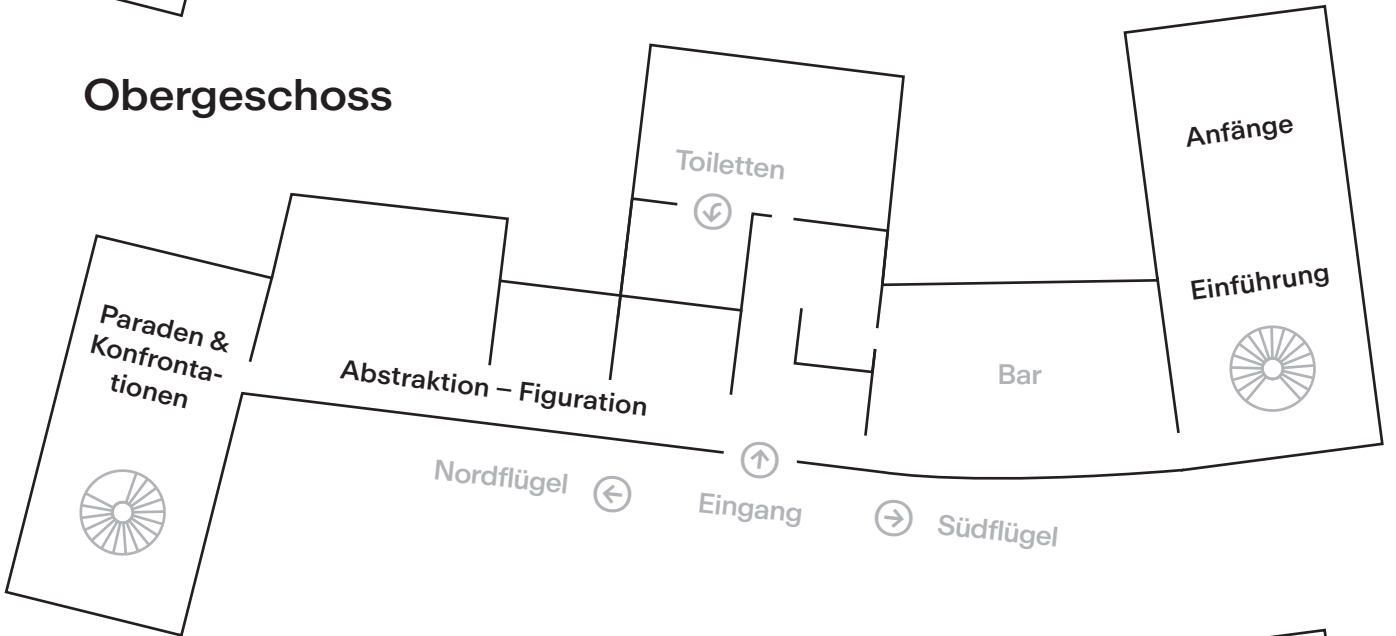 Obergeschoss
Anfänge
Toiletten
Einführung
Paraden &
Konfronta-
tionen
Abstraktion – Figuration
Bar
Nordflügel
Eingang
Südflügel